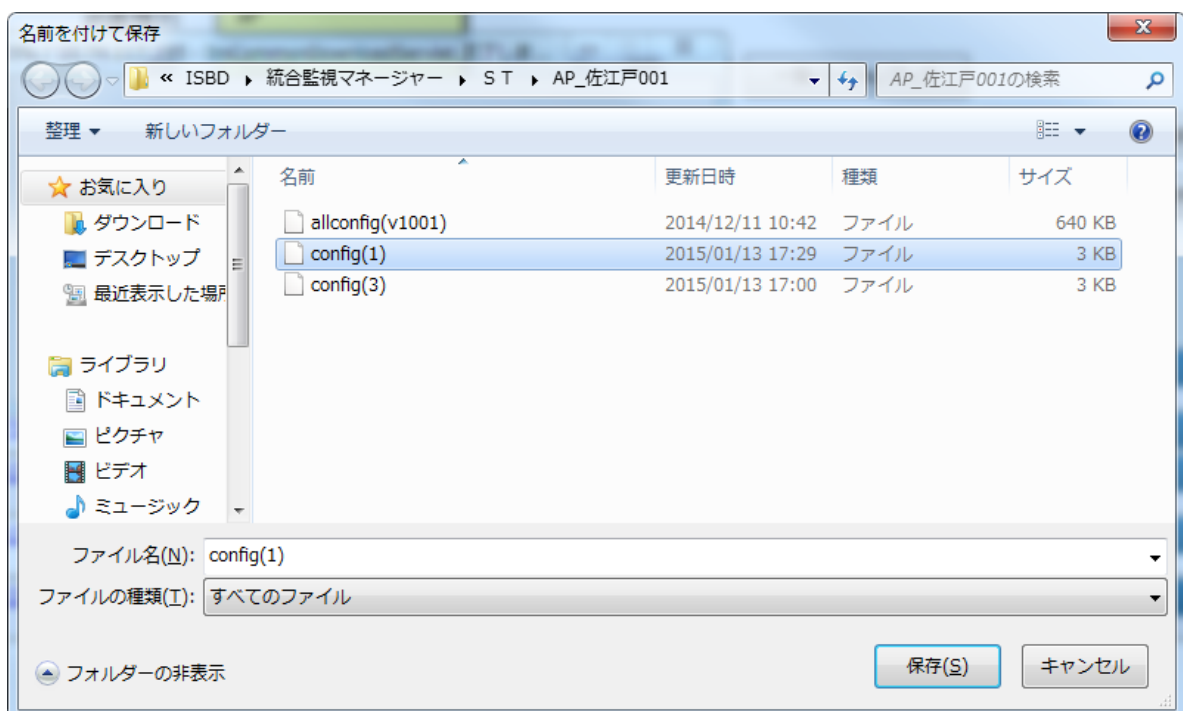 名前を付けて保存
« ISBD ▸ 統合監視マネージャー ▸ ＳＴ ▸ AP_佐江戸001
AP_佐江戸001の検索
整理 ▼ 新しいフォルダー
お気に入り
ダウンロード
デスクトップ
最近表示した場所
ライブラリ
ドキュメント
ピクチャ
ビデオ
ミュージック
名前 更新日時 種類 サイズ
allconfig(v1001) 2014/12/11 10:42 ファイル 640 KB
config(1) 2015/01/13 17:29 ファイル 3 KB
config(3) 2015/01/13 17:00 ファイル 3 KB
ファイル名(N): config(1)
ファイルの種類(T): すべてのファイル
フォルダーの非表示
保存(S) キャンセル